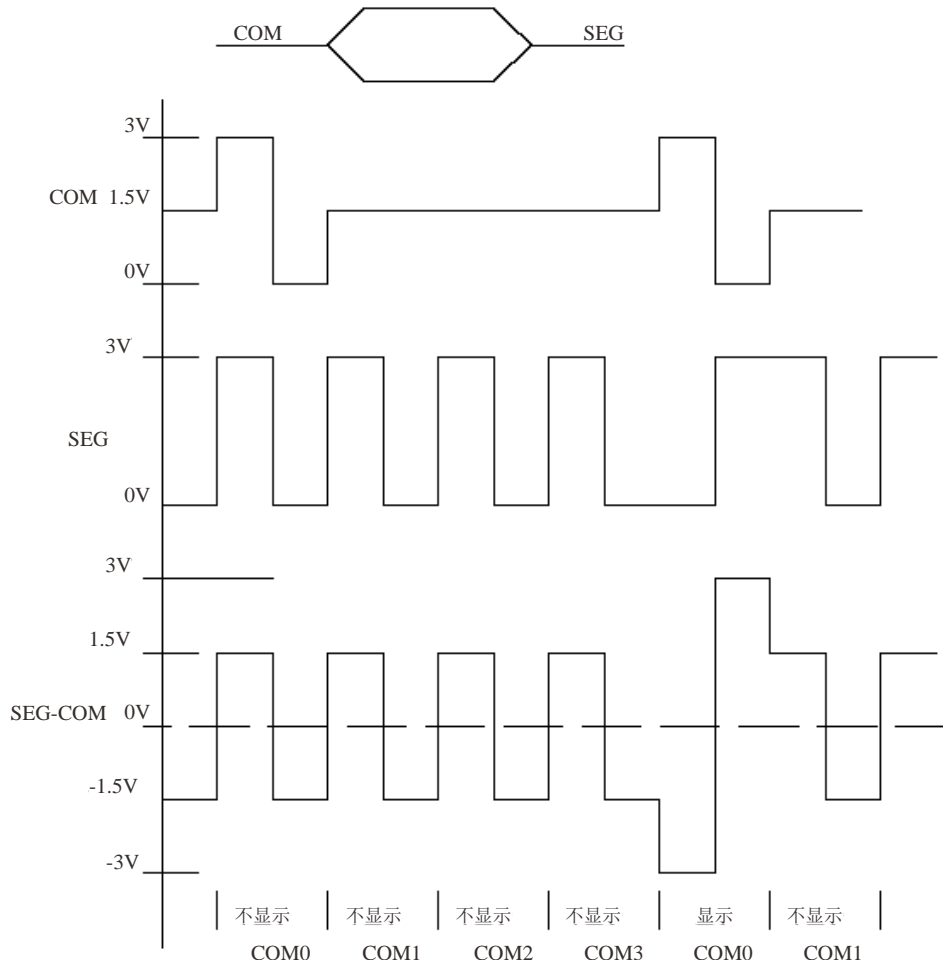 COM SEG
3V
COM 1.5V
0V
3V
SEG
0V
3V
1.5V
SEG-COM 0V
-1.5V
-3V
不显示 不显示 不显示 不显示 显示 不显示
COM0 COM1 COM2 COM3 COM0 COM1